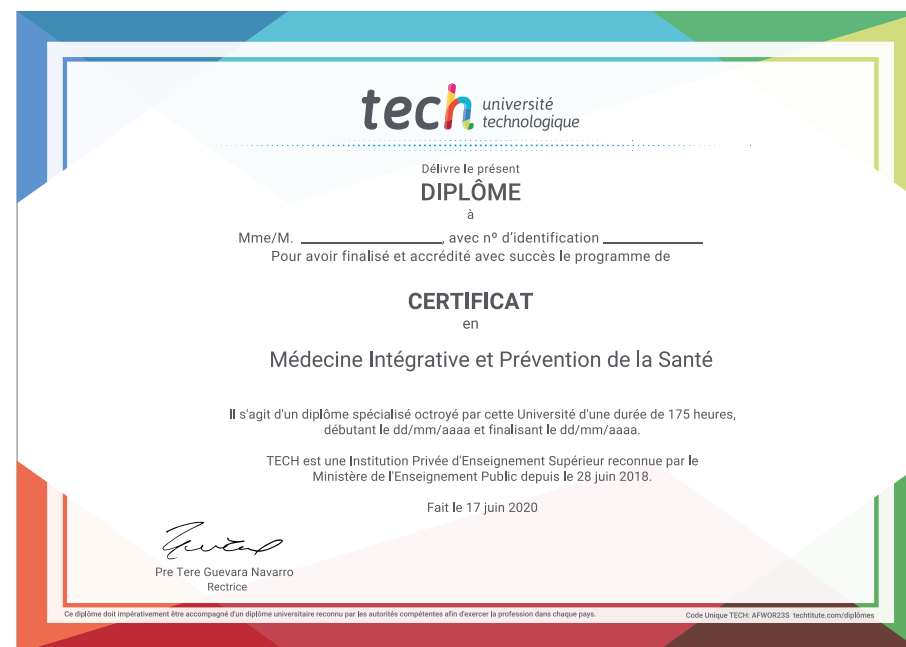 tech université
technologique
Délivre le présent
DIPLÔME
à
Mme/M. ____________________, avec nº d'identification ______________
Pour avoir finalisé et accrédité avec succès le programme de
CERTIFICAT
en
Médecine Intégrative et Prévention de la Santé
Il s'agit d'un diplôme spécialisé octroyé par cette Université d'une durée de 175 heures,
débutant le dd/mm/aaaa et finalisant le dd/mm/aaaa.
TECH est une Institution Privée d'Enseignement Supérieur reconnue par le
Ministère de l'Enseignement Public depuis le 28 juin 2018.
Fait le 17 juin 2020
Pre Tere Guevara Navarro
Rectrice
Ce diplôme doit impérativement être accompagné d'un diplôme universitaire reconnu par les autorités compétentes afin d'exercer la profession dans chaque pays.
Code Unique TECH: AFWOR23S techtitute.com/diplômes